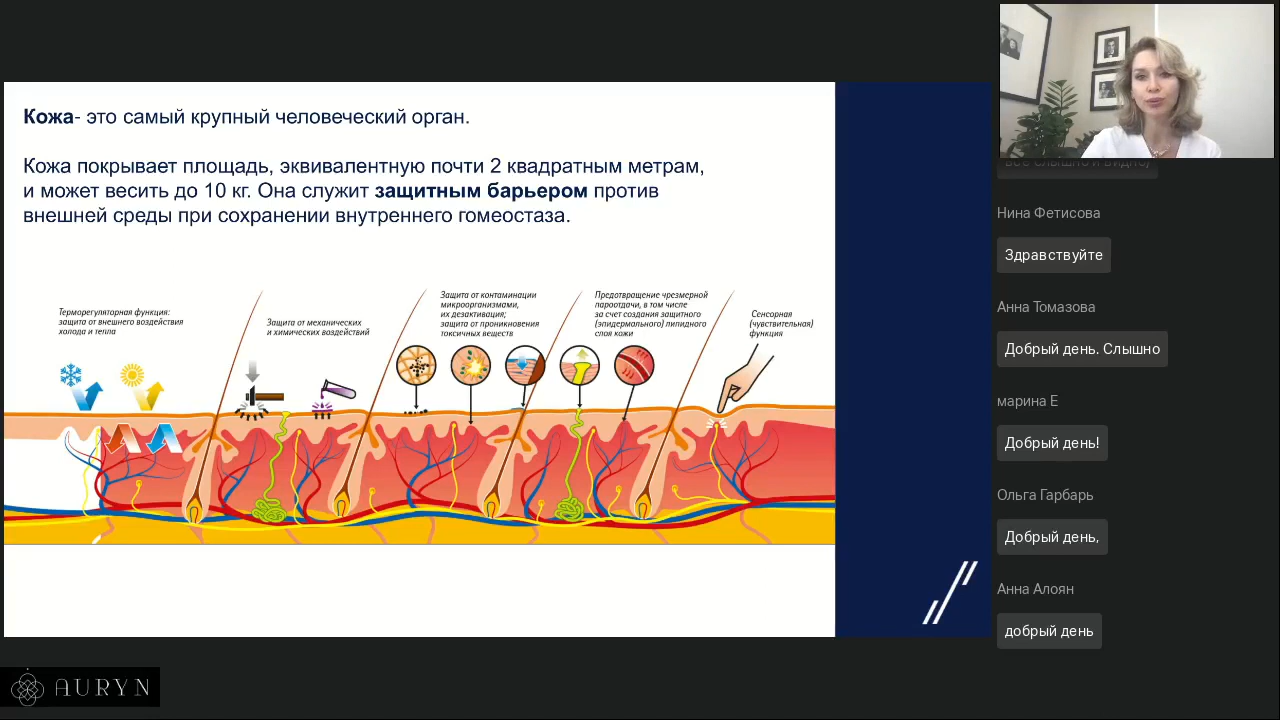 Кожа- это самый крупный человеческий орган.
Кожа покрывает площадь, эквивалентную почти 2 квадратным метрам,
и может весить до 10 кг. Она служит защитным барьером против
внешней среды при сохранении внутреннего гомеостаза.
Терморегуляторная функция:
защита от внешнего воздействия
холода и тепла
Защита от механических
и химических воздействий
Защита от контаминации
микроорганизмами,
их дезактивация;
защита от проникновения
токсичных веществ
Предотвращение чрезмерной
пароотдачи, в том числе
за счет создания защитного
(эпидермального) липидного
слоя кожи
Сенсорная
(чувствительная)
функция
все слышно и видно)
Нина Фетисова
Здравствуйте
Анна Томазова
Добрый день. Слышно
марина Е
Добрый день!
Ольга Гарбарь
Добрый день,
Анна Алоян
добрый день
AURYN